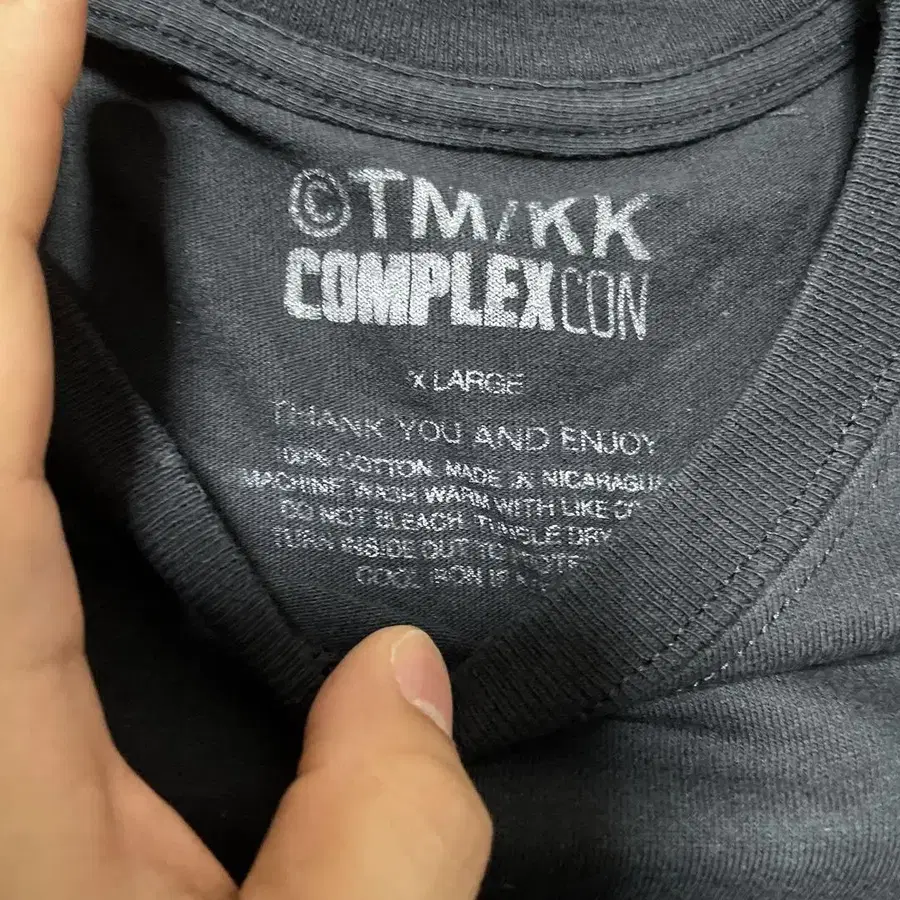 ©TM/KK
COMPLEXCON
X LARGE
THANK YOU AND ENJOY
100% COTTON. MADE IN NICARAGUA
MACHINE WASH WARM WITH LIKE
DO NOT BLEACH. TUMBLE DRY
TURN INSIDE OUT TO
COOL IRON IF